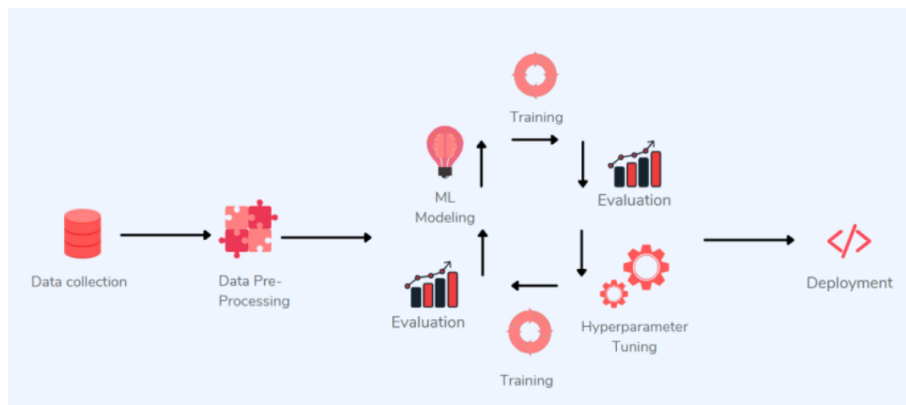 Training
ML
Modeling
Evaluation
Data collection
Data Pre-
Processing
Deployment
Evaluation
Hyperparameter
Tuning
Training